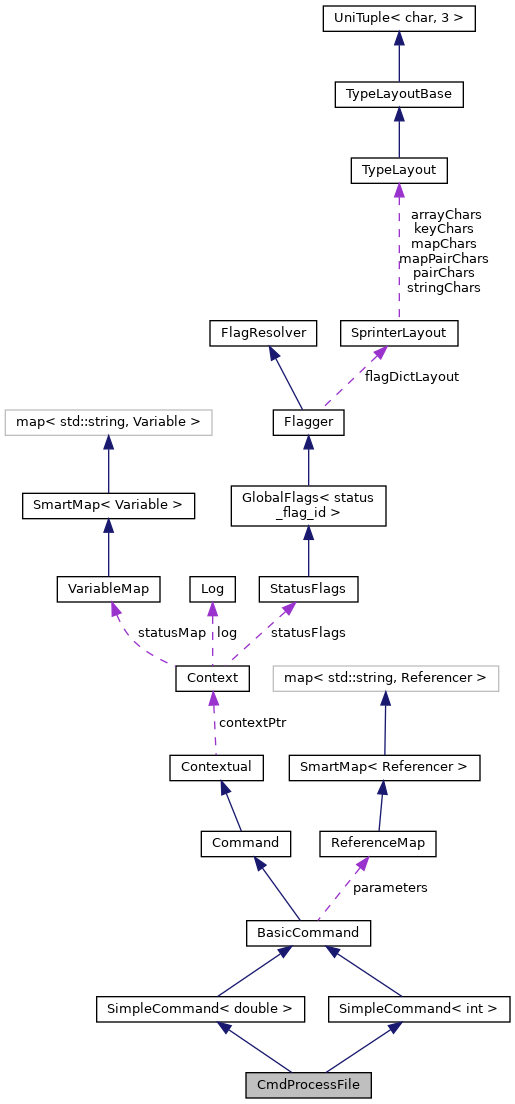 UniTuple< char, 3 >
TypeLayoutBase
TypeLayout
arrayChars
keyChars
mapChars
mapPairChars
pairChars
stringChars
FlagResolver
SprinterLayout
flagDictLayout
map< std::string, Variable >
Flagger
SmartMap< Variable >
GlobalFlags< status
_flag_id >
VariableMap
Log
StatusFlags
statusMap
log
statusFlags
Context
map< std::string, Referencer >
contextPtr
Contextual
SmartMap< Referencer >
Command
ReferenceMap
parameters
BasicCommand
SimpleCommand< double >
SimpleCommand< int >
CmdProcessFile